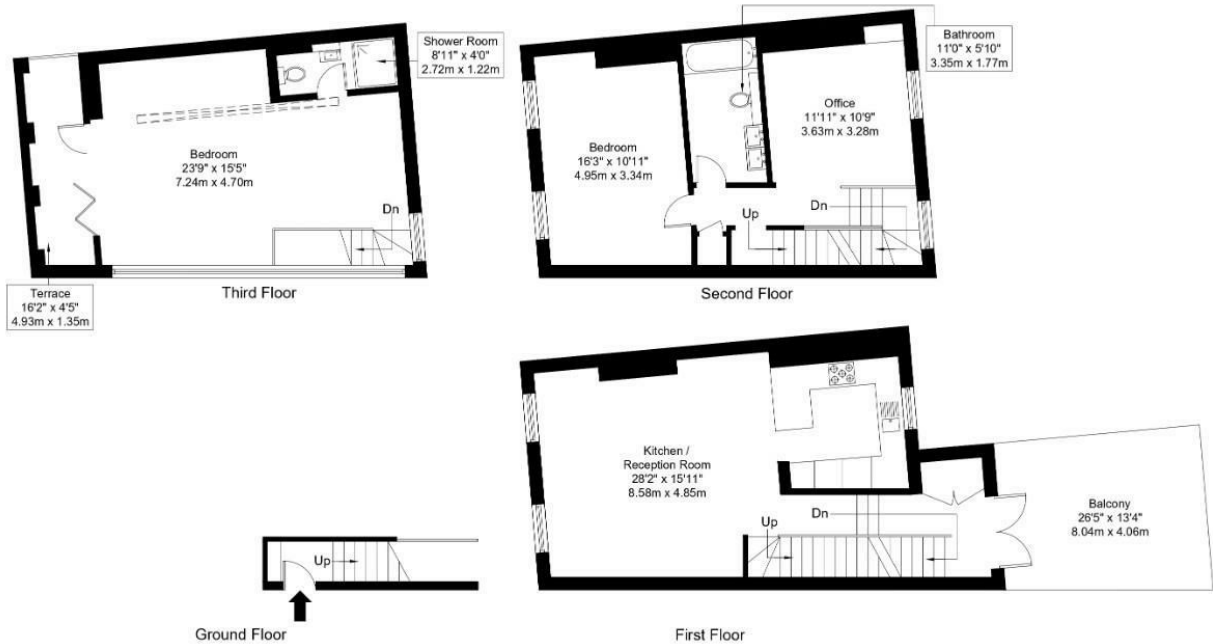 Shower Room
8'11" x 4'0"
2.72m x 1.22m
Bedroom
23'9" x 15'5"
7.24m x 4.70m
Dn
Terrace
16'2" x 4'5"
4.93m x 1.35m
Third Floor
Bathroom
11'0" x 5'10"
3.35m x 1.77m
Office
11'11" x 10'9"
3.63m x 3.28m
Bedroom
16'3" x 10'11"
4.95m x 3.34m
Up
Dn
Second Floor
Kitchen /
Reception Room
28'2" x 15'11"
8.58m x 4.85m
Up
Dn
Balcony
26'5" x 13'4"
8.04m x 4.06m
Up
Ground Floor
First Floor